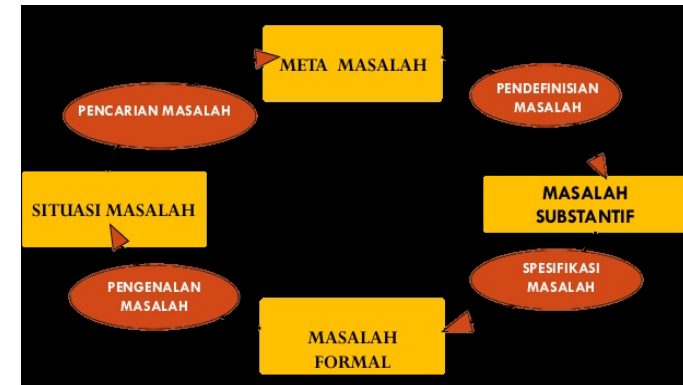 META MASALAH
PENCARIAN MASALAH
PENDEFINISIAN
MASALAH
SITUASI MASALAH
MASALAH
SUBSTANTIF
PENGENALAN
MASALAH
SPESIFIKASI
MASALAH
MASALAH
FORMAL